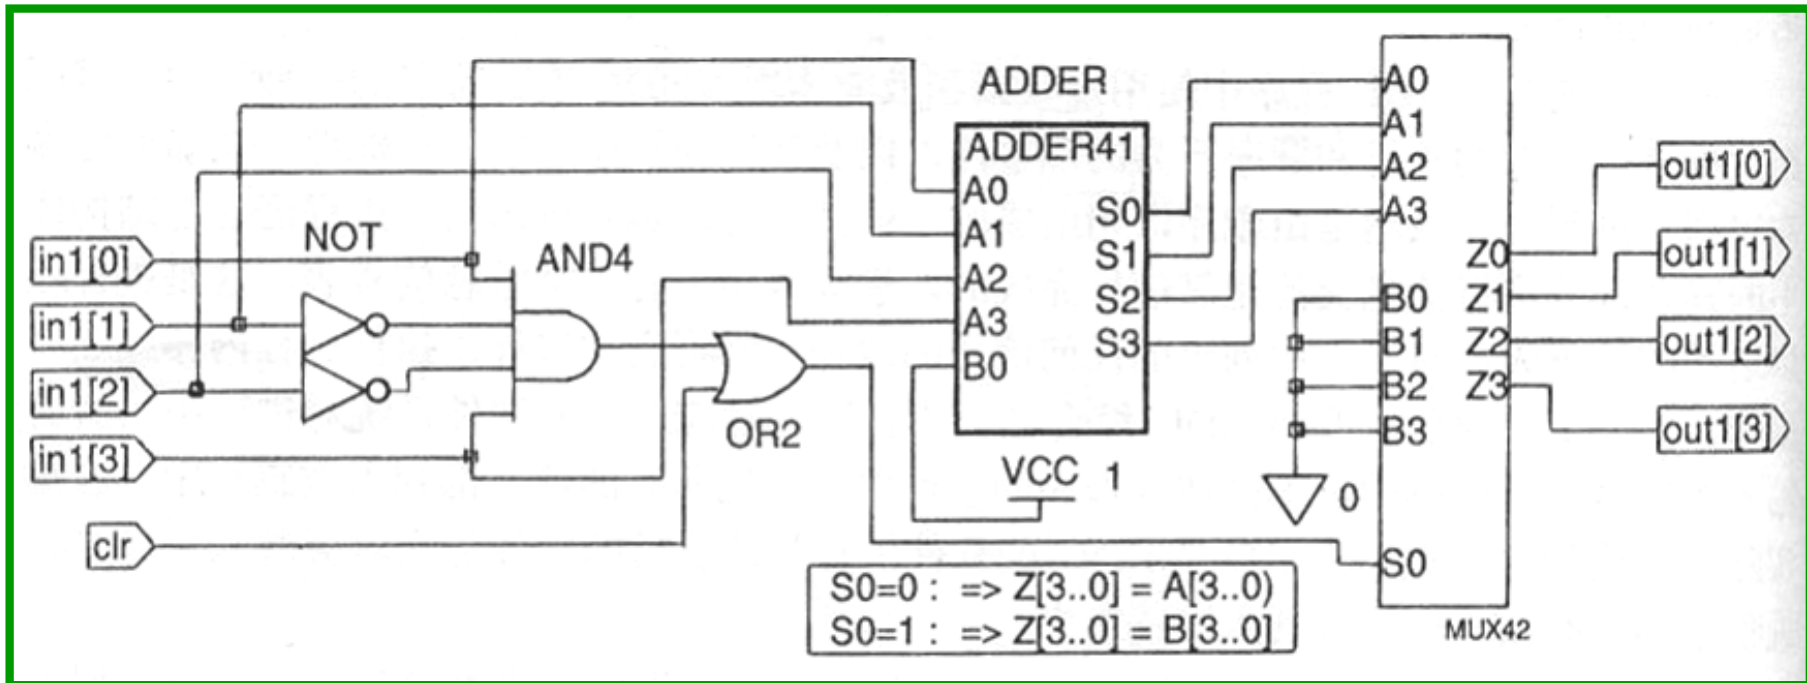 ADDER
ADDER41
A0
A1
A2
A3
B0
S0
S1
S2
S3
VCC 1
NOT
AND4
OR2
in1[0]
in1[1]
in1[2]
in1[3]
clr
A0
A1
A2
A3
B0
B1
B2
B3
S0
Z0
Z1
Z2
Z3
0
MUX42
out1[0]
out1[1]
out1[2]
out1[3]
S0=0 : => Z[3..0] = A[3..0)
S0=1 : => Z[3..0] = B[3..0]